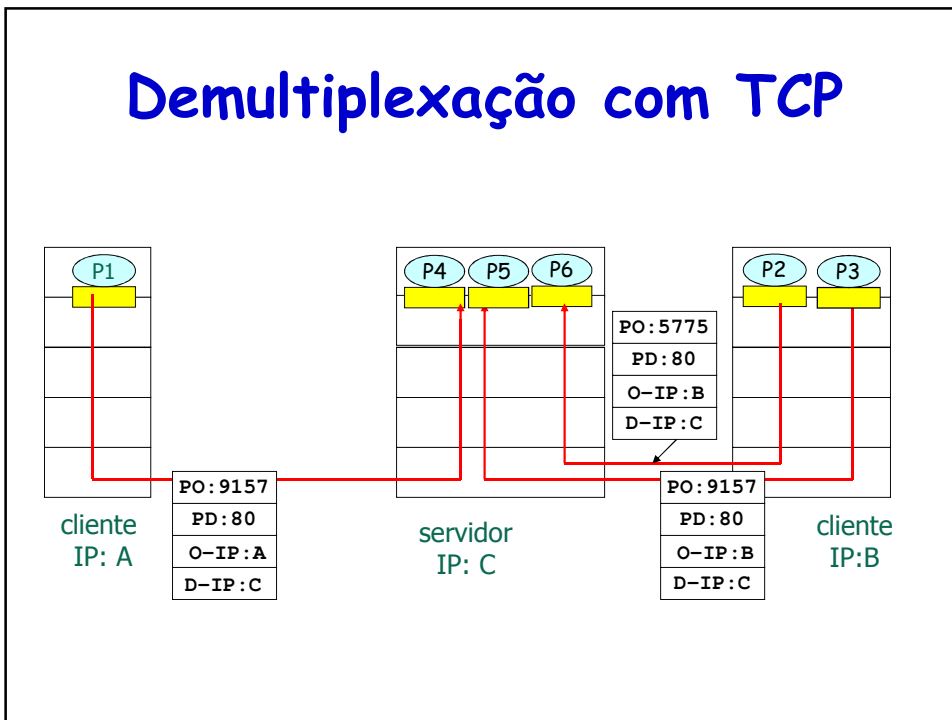 Demultiplexação com TCP
P1
P4
P5
P6
P2
P3
PO:5775
PD:80
O-IP:B
D-IP:C
PO:9157
PD:80
O-IP:A
D-IP:C
PO:9157
PD:80
O-IP:B
D-IP:C
cliente
IP: A
servidor
IP: C
cliente
IP:B